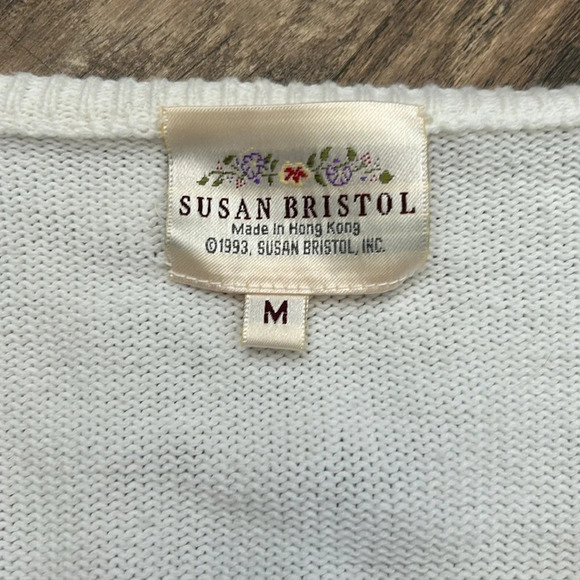 SUSAN BRISTOL
Made In Hong Kong
©1993, SUSAN BRISTOL, INC.
M